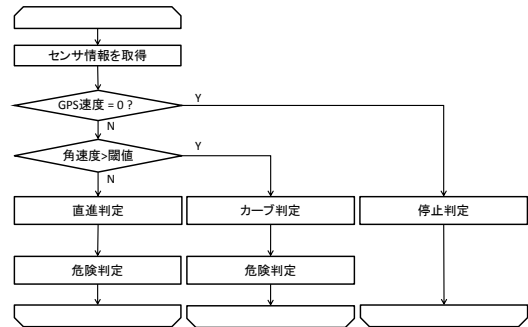 センサ情報を取得
GPS速度 = 0 ?
Y
N
角速度>閾値
Y
N
直進判定
カーブ判定
停止判定
危険判定
危険判定